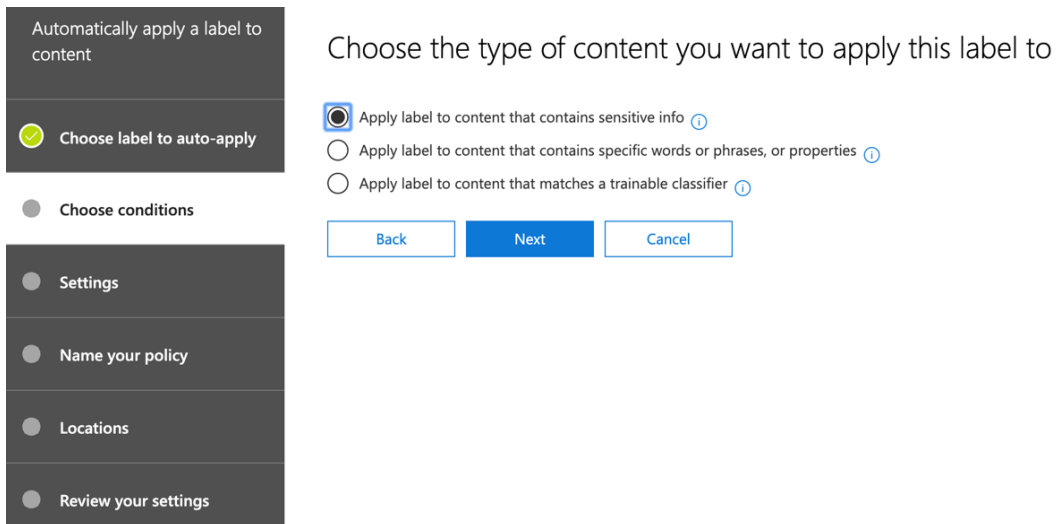 Automatically apply a label to
content
Choose label to auto-apply
Choose conditions
Settings
Name your policy
Locations
Review your settings
Choose the type of content you want to apply this label to
Apply label to content that contains sensitive info
Apply label to content that contains specific words or phrases, or properties
Apply label to content that matches a trainable classifier
Back
Next
Cancel